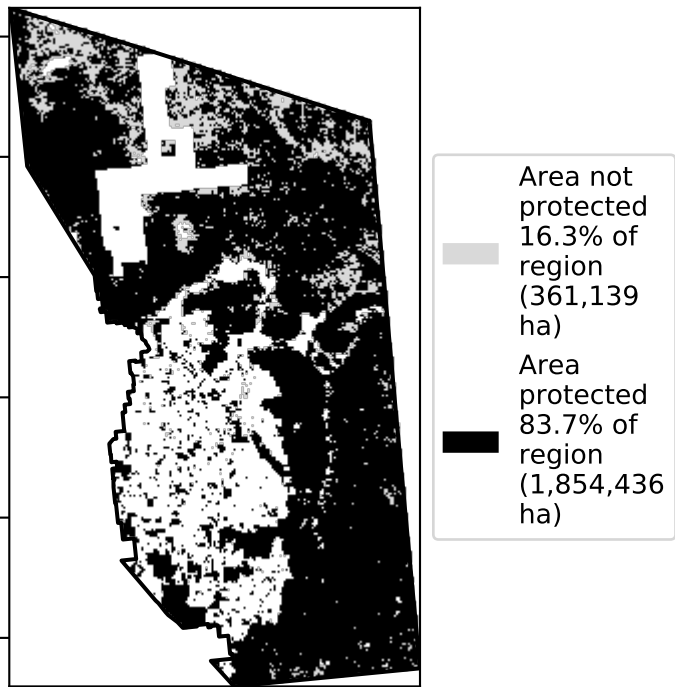 Area not
protected
16.3% of
region
(361,139
ha)
Area
protected
83.7% of
region
(1,854,436
ha)